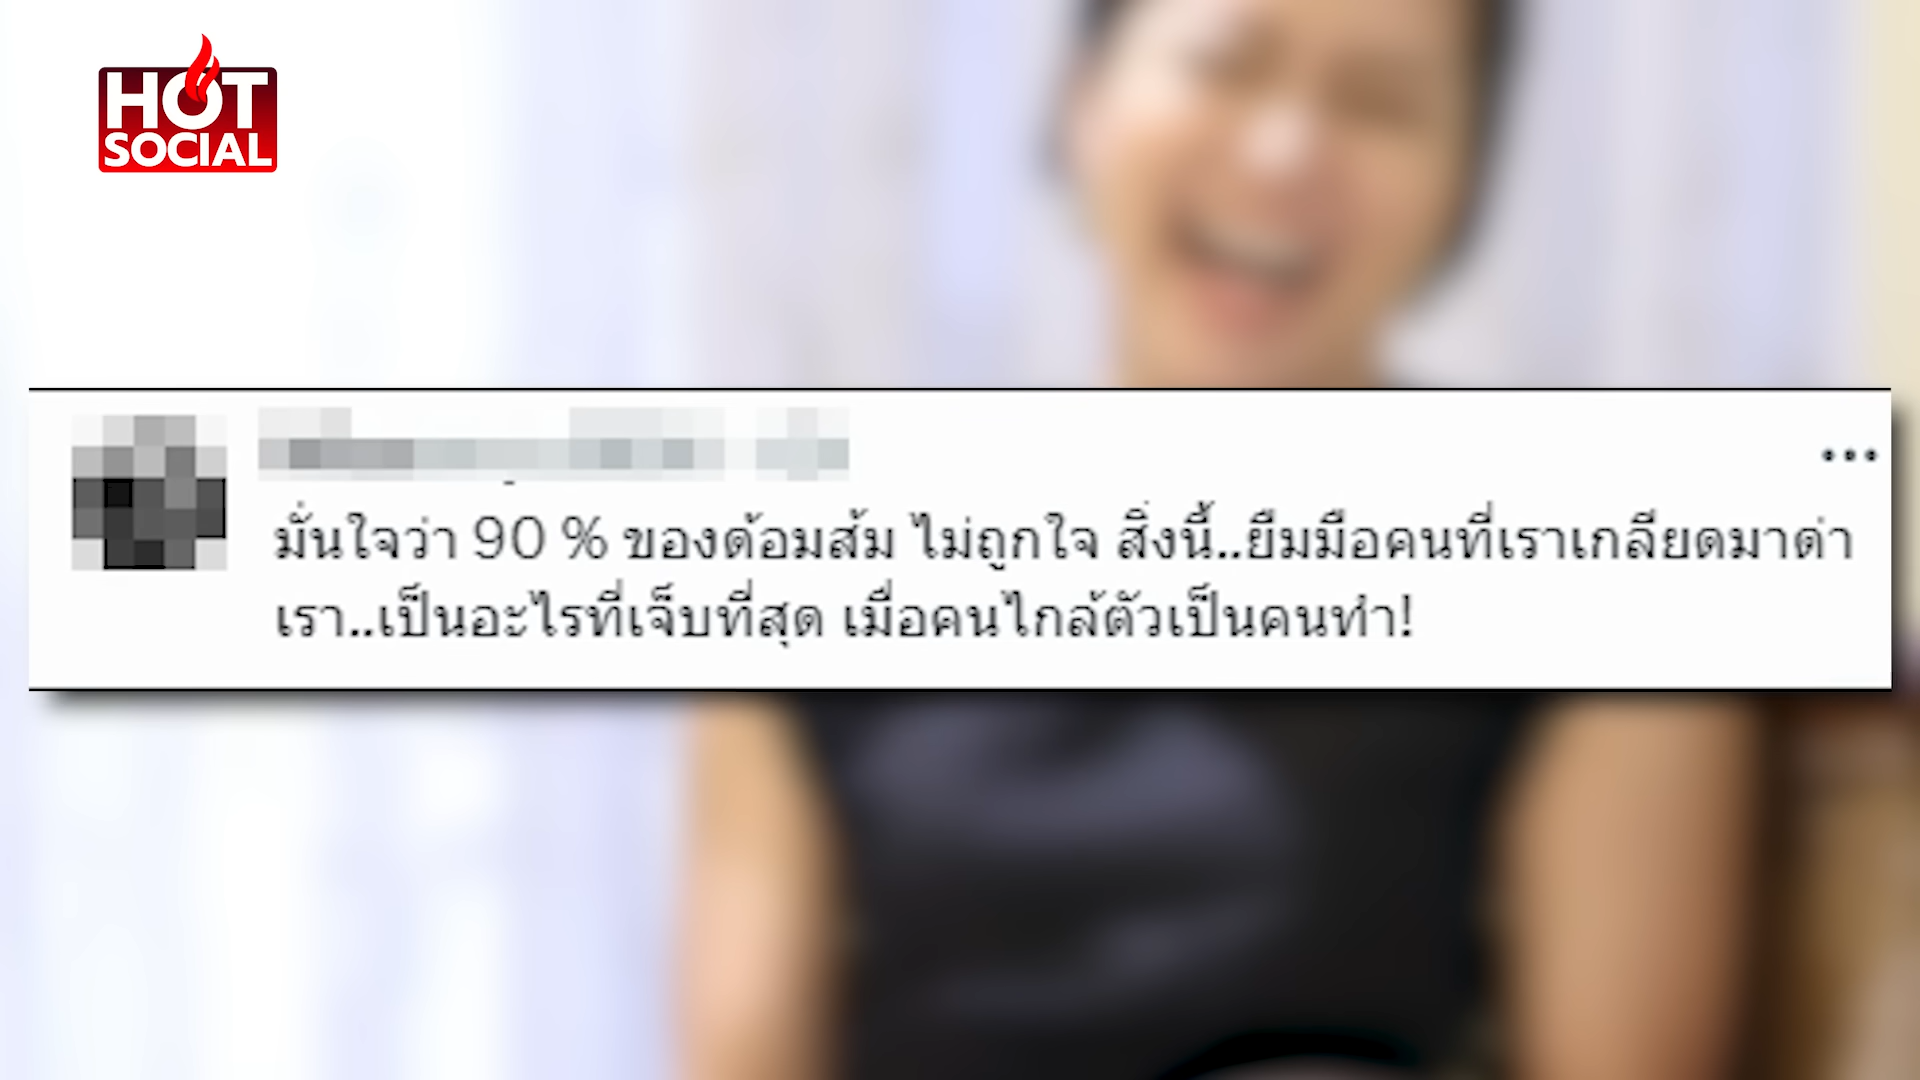 HOT
SOCIAL
มั่นใจว่า 90 % ของด้อมส้ม ไม่ถูกใจ สิ่งนี้..ยืมมือคนที่เราเกลียดมาด่า
เรา..เป็นอะไรที่เจ็บที่สุด เมื่อคนไกล้ตัวเป็นคนทำ!